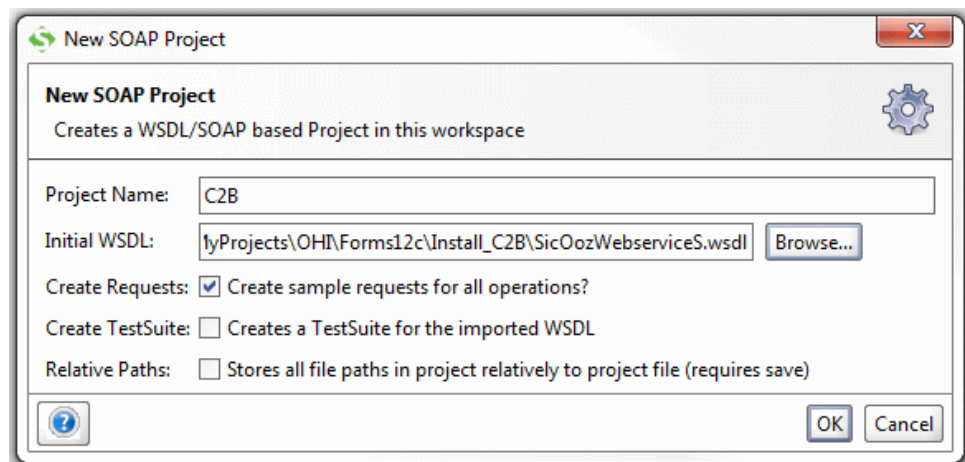 New SOAP Project
New SOAP Project
Creates a WSDL/SOAP based Project in this workspace
Project Name: C2B
Initial WSDL: yProjects\OHI\Forms12c\Install_C2B\SicOozWebserviceS.wsdl Browse...
Create Requests: Create sample requests for all operations?
Create TestSuite: Creates a TestSuite for the imported WSDL
Relative Paths: Stores all file paths in project relatively to project file (requires save)
? OK Cancel